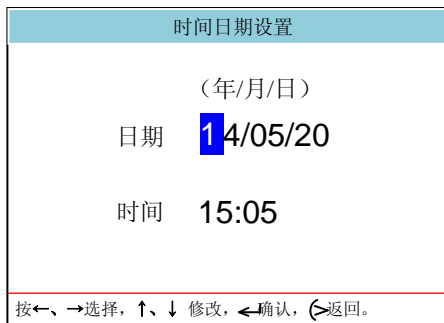 时间日期设置
（年/月/日）
日期 14/05/20
时间 15:05
按←、→选择，↑、↓ 修改，↵确认，返回。